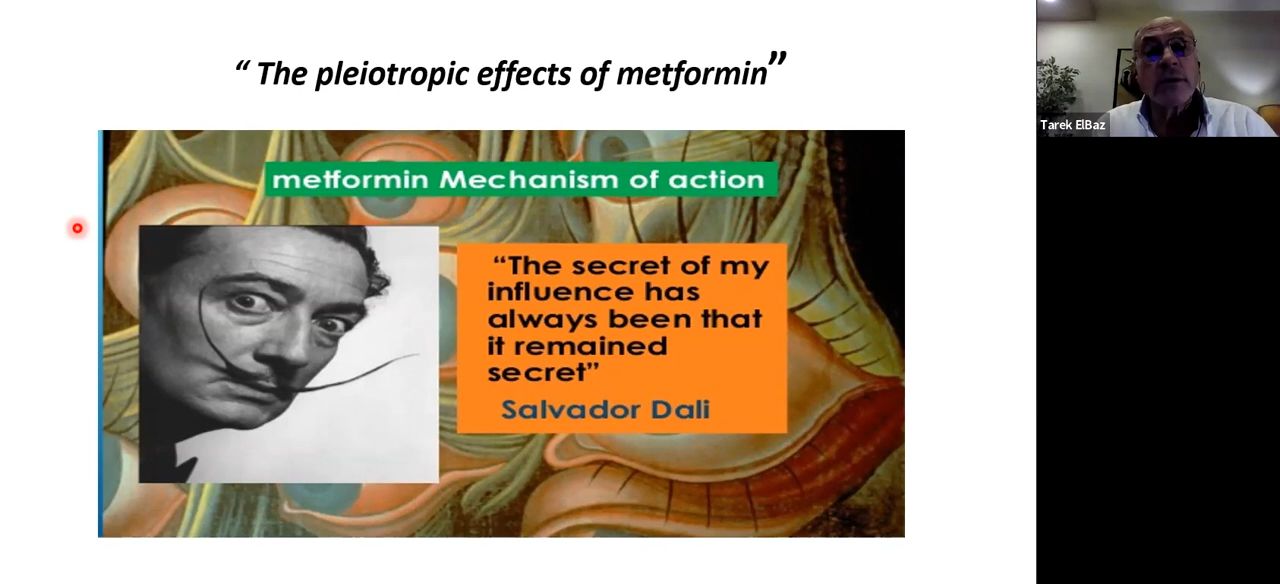 “ The pleiotropic effects of metformin”
metformin Mechanism of action
“The secret of my
influence has
always been that
it remained
secret”
Salvador Dali
Tarek ElBaz